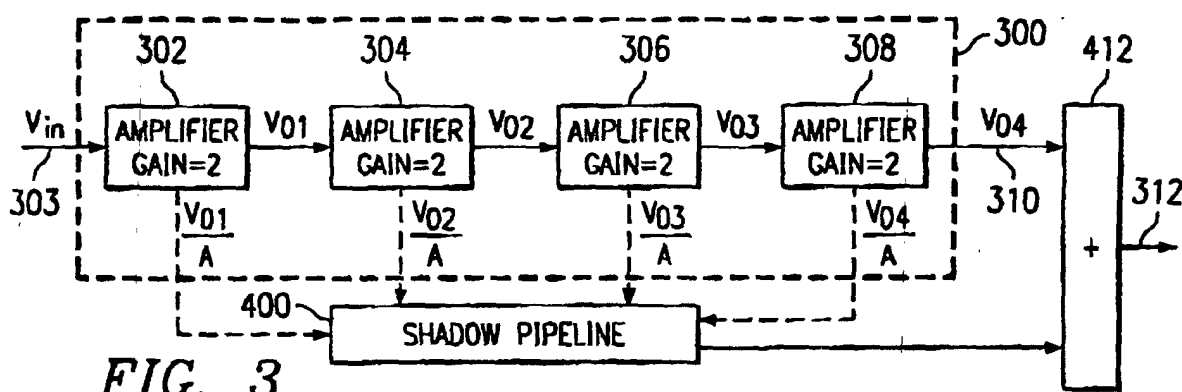 302
304
306
308
300
412
Vin
AMPLIFIER
GAIN=2
V01
AMPLIFIER
GAIN=2
V02
AMPLIFIER
GAIN=2
V03
AMPLIFIER
GAIN=2
V04
303
310
312
V01
A
V02
A
V03
A
V04
A
+
400
SHADOW PIPELINE
FIG. 3